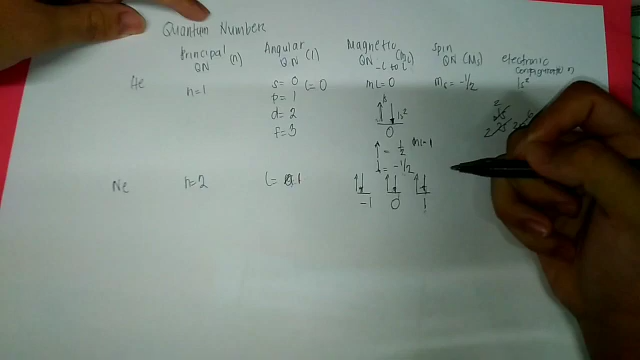 Quantum Numbers
Principal QN (n)
Angular QN (l)
Magnetic QN (ml)
-l to l
Spin QN (Ms)
electronic
He
n=1
s=0
l=0
p=1
d=2
f=3
ml=0
1s²
0
ms = -1/2
1s²
↑ = 1/2
ml=1
↓ = -1/2
Ne
n=2
l = 1
-1 0 1